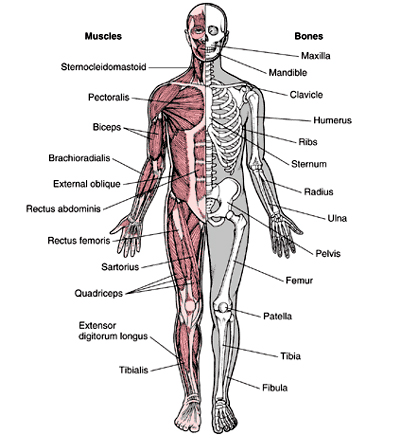 Muscles
Sternocleidomastoid
Pectoralis
Biceps
Brachioradialis
External oblique
Rectus abdominis
Rectus femoris
Sartorius
Quadriceps
Extensor
digitorum longus
Tibialis
Bones
Maxilla
Mandible
Clavicle
Humerus
Ribs
Sternum
Radius
Ulna
Pelvis
Femur
Patella
Tibia
Fibula